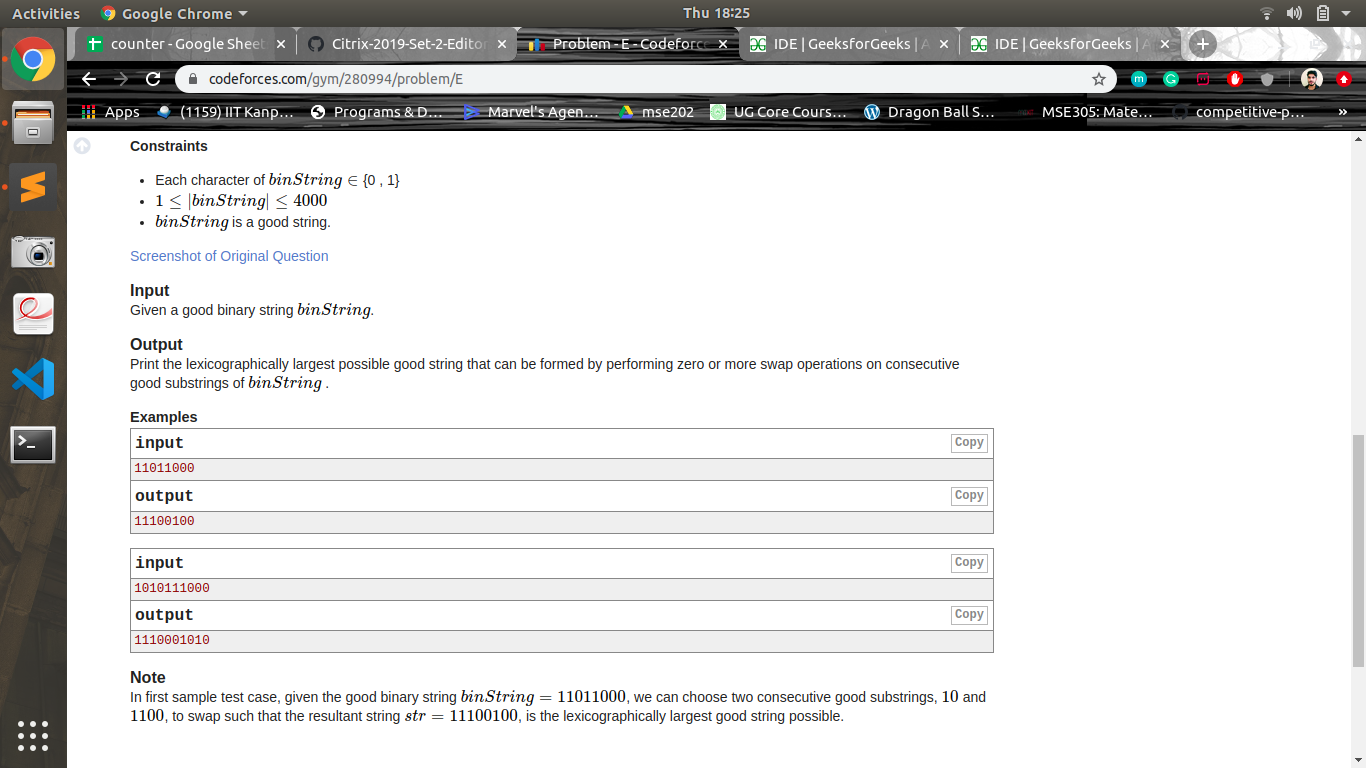 Activities Google Chrome Thu 18:25
counter - Google Sheet Citrix-2019-Set-2-Edito Problem - E - Codeforce IDE | GeeksforGeeks | A IDE | GeeksforGeeks | A
codeforces.com/gym/280994/problem/E
Apps (1159) IIT Kanp… Programs & D… Marvel's Agen… mse202 UG Core Cours… Dragon Ball S… MSE305: Mate… competitive-p… »
Constraints
• Each character of binString ∈ {0 , 1}
• 1 ≤ |binString| ≤ 4000
• binString is a good string.
Screenshot of Original Question
Input
Given a good binary string binString.
Output
Print the lexicographically largest possible good string that can be formed by performing zero or more swap operations on consecutive
good substrings of binString .
Examples
input Copy
11011000
output Copy
11100100
input Copy
1010111000
output Copy
1110001010
Note
In first sample test case, given the good binary string binString = 11011000, we can choose two consecutive good substrings, 10 and
1100, to swap such that the resultant string str = 11100100, is the lexicographically largest good string possible.